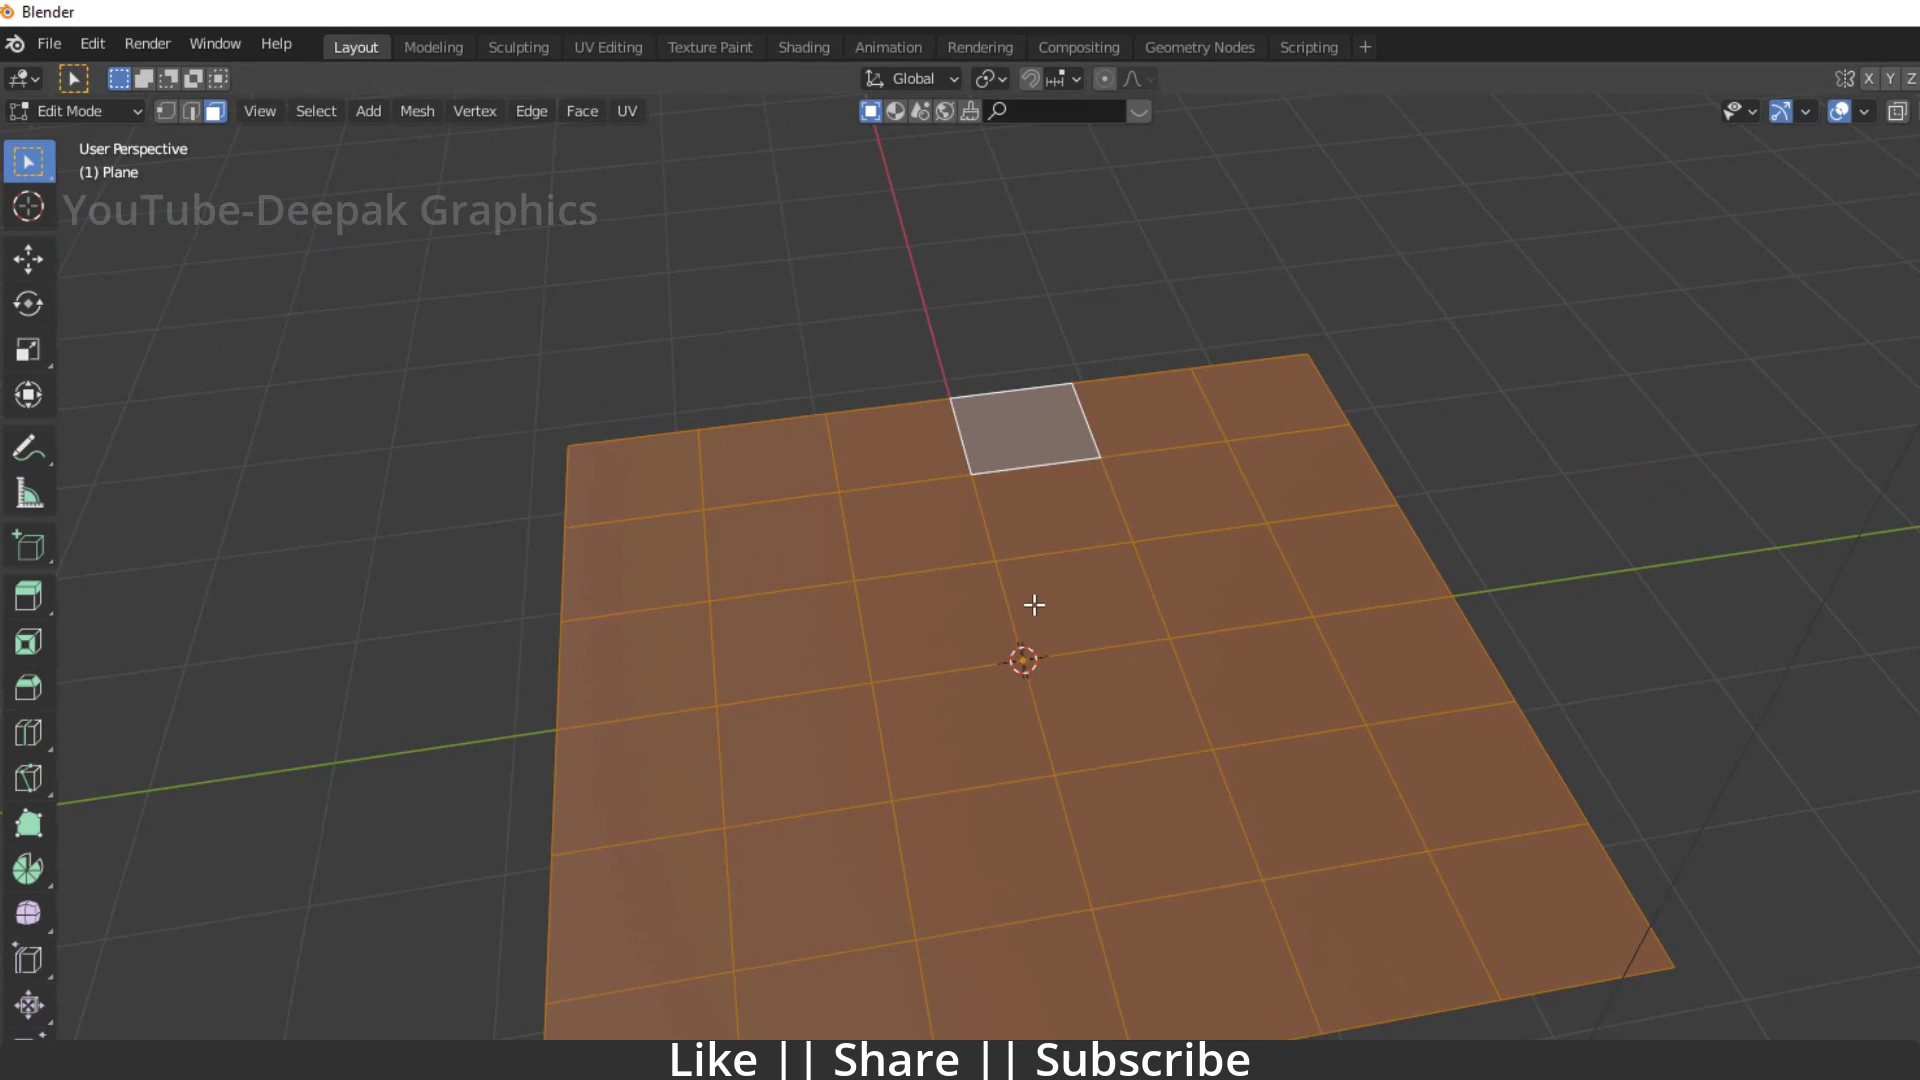 Blender
File Edit Render Window Help Layout Modeling Sculpting UV Editing Texture Paint Shading Animation Rendering Compositing Geometry Nodes Scripting +
Global X Y Z
Edit Mode View Select Add Mesh Vertex Edge Face UV
User Perspective
(1) Plane
YouTube-Deepak Graphics
Like || Share || Subscribe